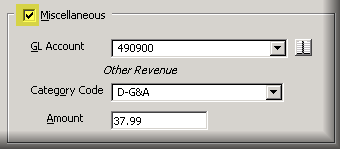 Miscellaneous
GL Account 490900
Other Revenue
Category Code D-G&A
Amount 37.99